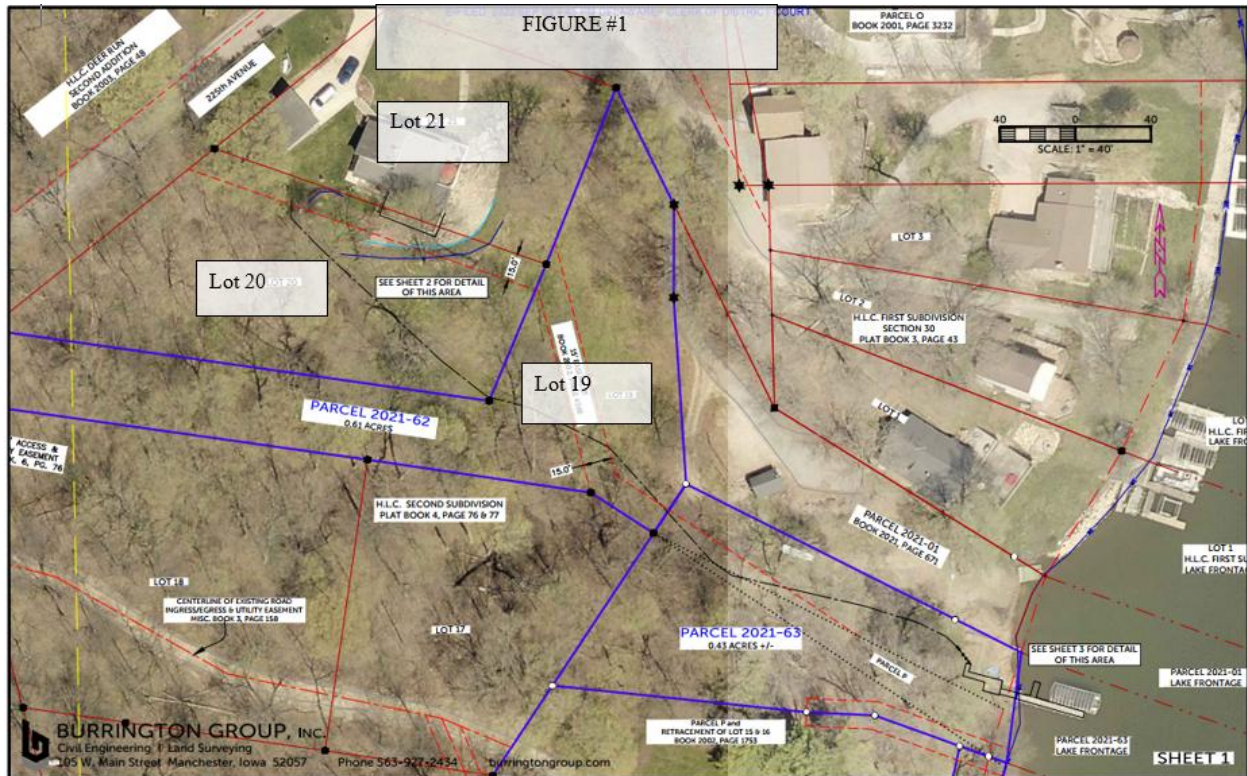 FIGURE #1
H.L.C. DEER RUN
SECOND ADDITION
BOOK 2003, PAGE 48
225th AVENUE
Lot 21
PARCEL O
BOOK 2001, PAGE 3232
40 0 40
SCALE: 1" = 40'
LOT 3
Lot 20
SEE SHEET 2 FOR DETAIL
OF THIS AREA
15.0'
LOT 2
H.L.C. FIRST SUBDIVISION
SECTION 30
PLAT BOOK 3, PAGE 43
Lot 19
LOT 1
PARCEL 2021-62
0.61 ACRES
15.0'
H.L.C. SECOND SUBDIVISION
PLAT BOOK 4, PAGE 76 & 77
PARCEL 2021-01
BOOK 2021, PAGE 671
LOT 1
H.L.C. FIRST SU
LAKE FRONTAG
LOT 18
CENTERLINE OF EXISTING ROAD
INGRESS/EGRESS & UTILITY EASEMENT
MISC. BOOK 3, PAGE 158
LOT 17
PARCEL 2021-63
0.43 ACRES +/-
PARCEL P
SEE SHEET 3 FOR DETAIL
OF THIS AREA
PARCEL 2021-01
LAKE FRONTAGE
PARCEL P and
RETRACEMENT OF LOT 15 & 16
BOOK 2002, PAGE 1753
PARCEL 2021-63
LAKE FRONTAGE
SHEET 1
BURRINGTON GROUP, INC.
Civil Engineering | Land Surveying
105 W. Main Street Manchester, Iowa 52057 Phone 563-927-2434 burringtongroup.com